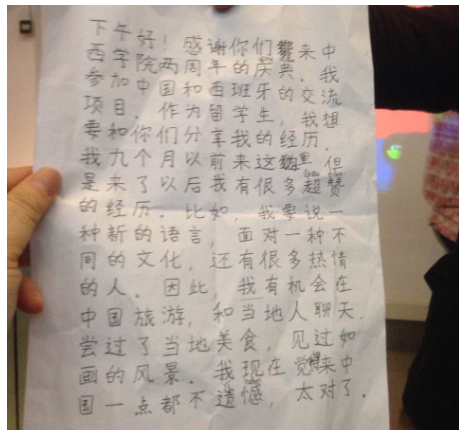 下午好！感谢你们能来中
西学院两周年的庆典．我
参加中国和西班牙的交流
项目．作为留学生，我想
要和你们分享我的经历．
我九个月以前来这里，但
是来了以后我有很多超赞
的经历．比如，我要说一
种新的语言，面对一种不
同的文化，还有很多热情
的人．因此，我有机会在
中国旅游，和当地人聊天．
尝过了当地美食，见过如
画的风景．我现在觉得来中
国一点都不遗憾，太对了．